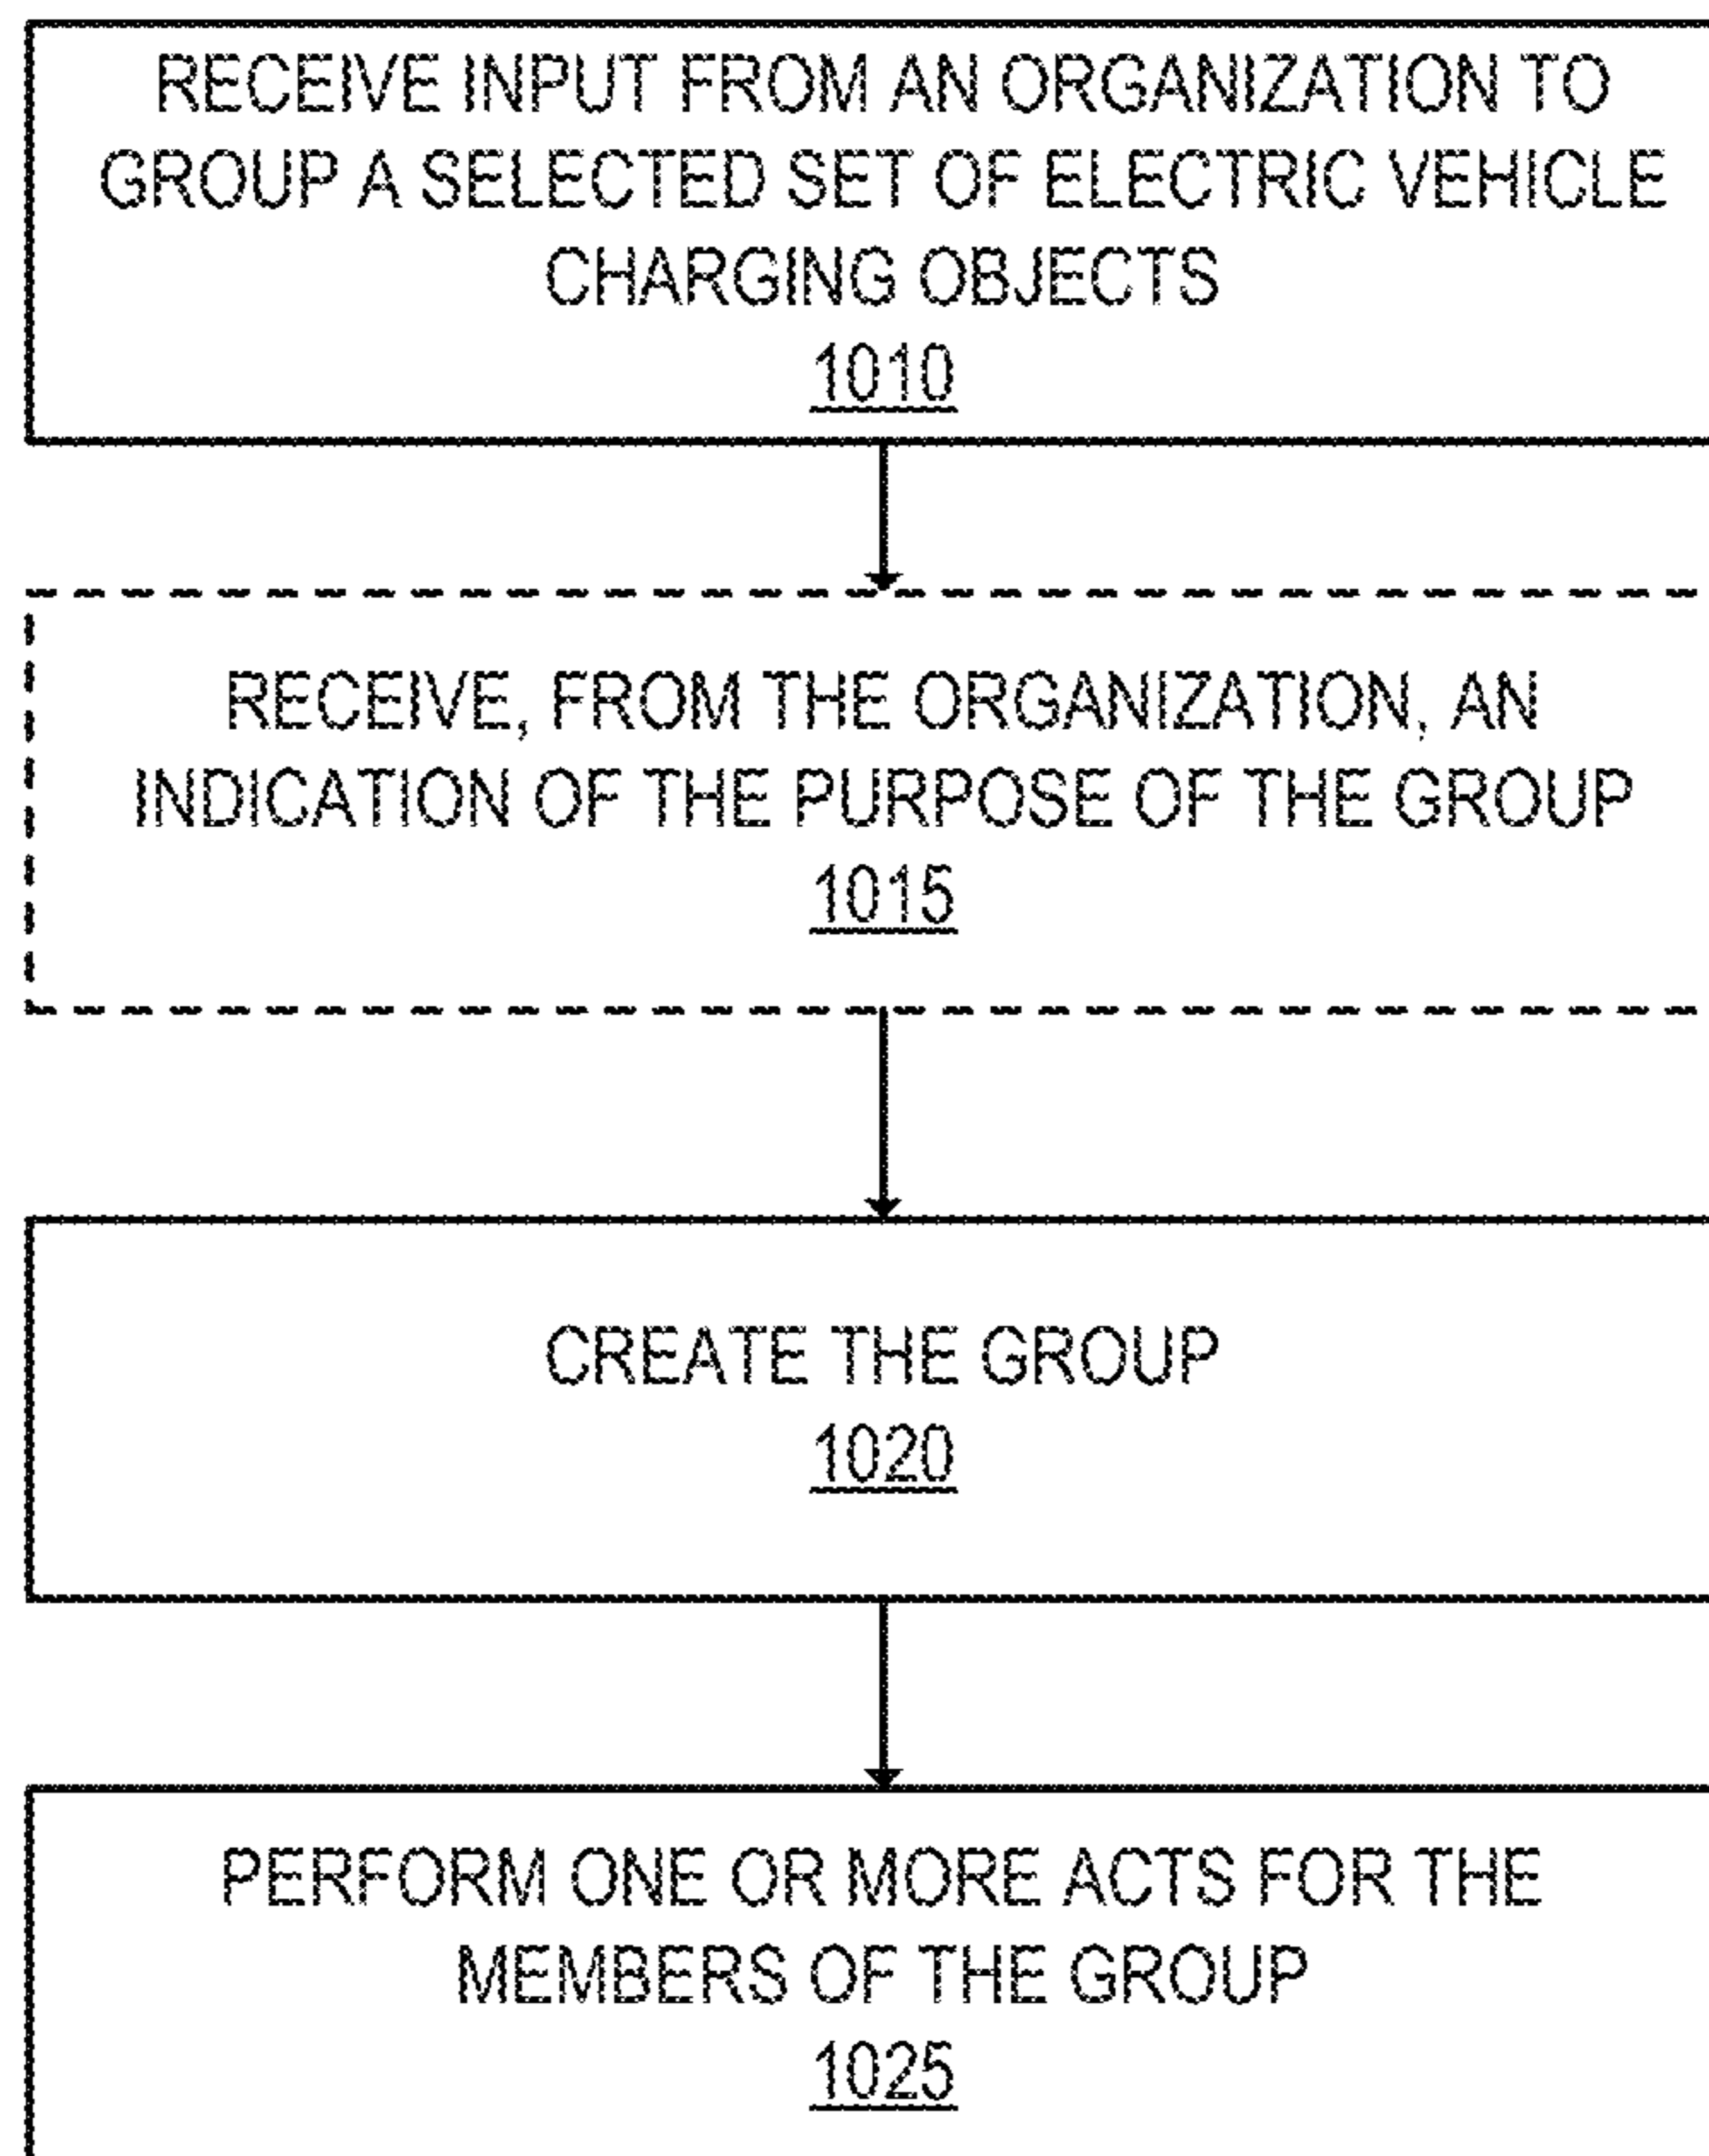 RECEIVE INPUT FROM AN ORGANIZATION TO
GROUP A SELECTED SET OF ELECTRIC VEHICLE
CHARGING OBJECTS
1010
RECEIVE, FROM THE ORGANIZATION, AN
INDICATION OF THE PURPOSE OF THE GROUP
1015
CREATE THE GROUP
1020
PERFORM ONE OR MORE ACTS FOR THE
MEMBERS OF THE GROUP
1025